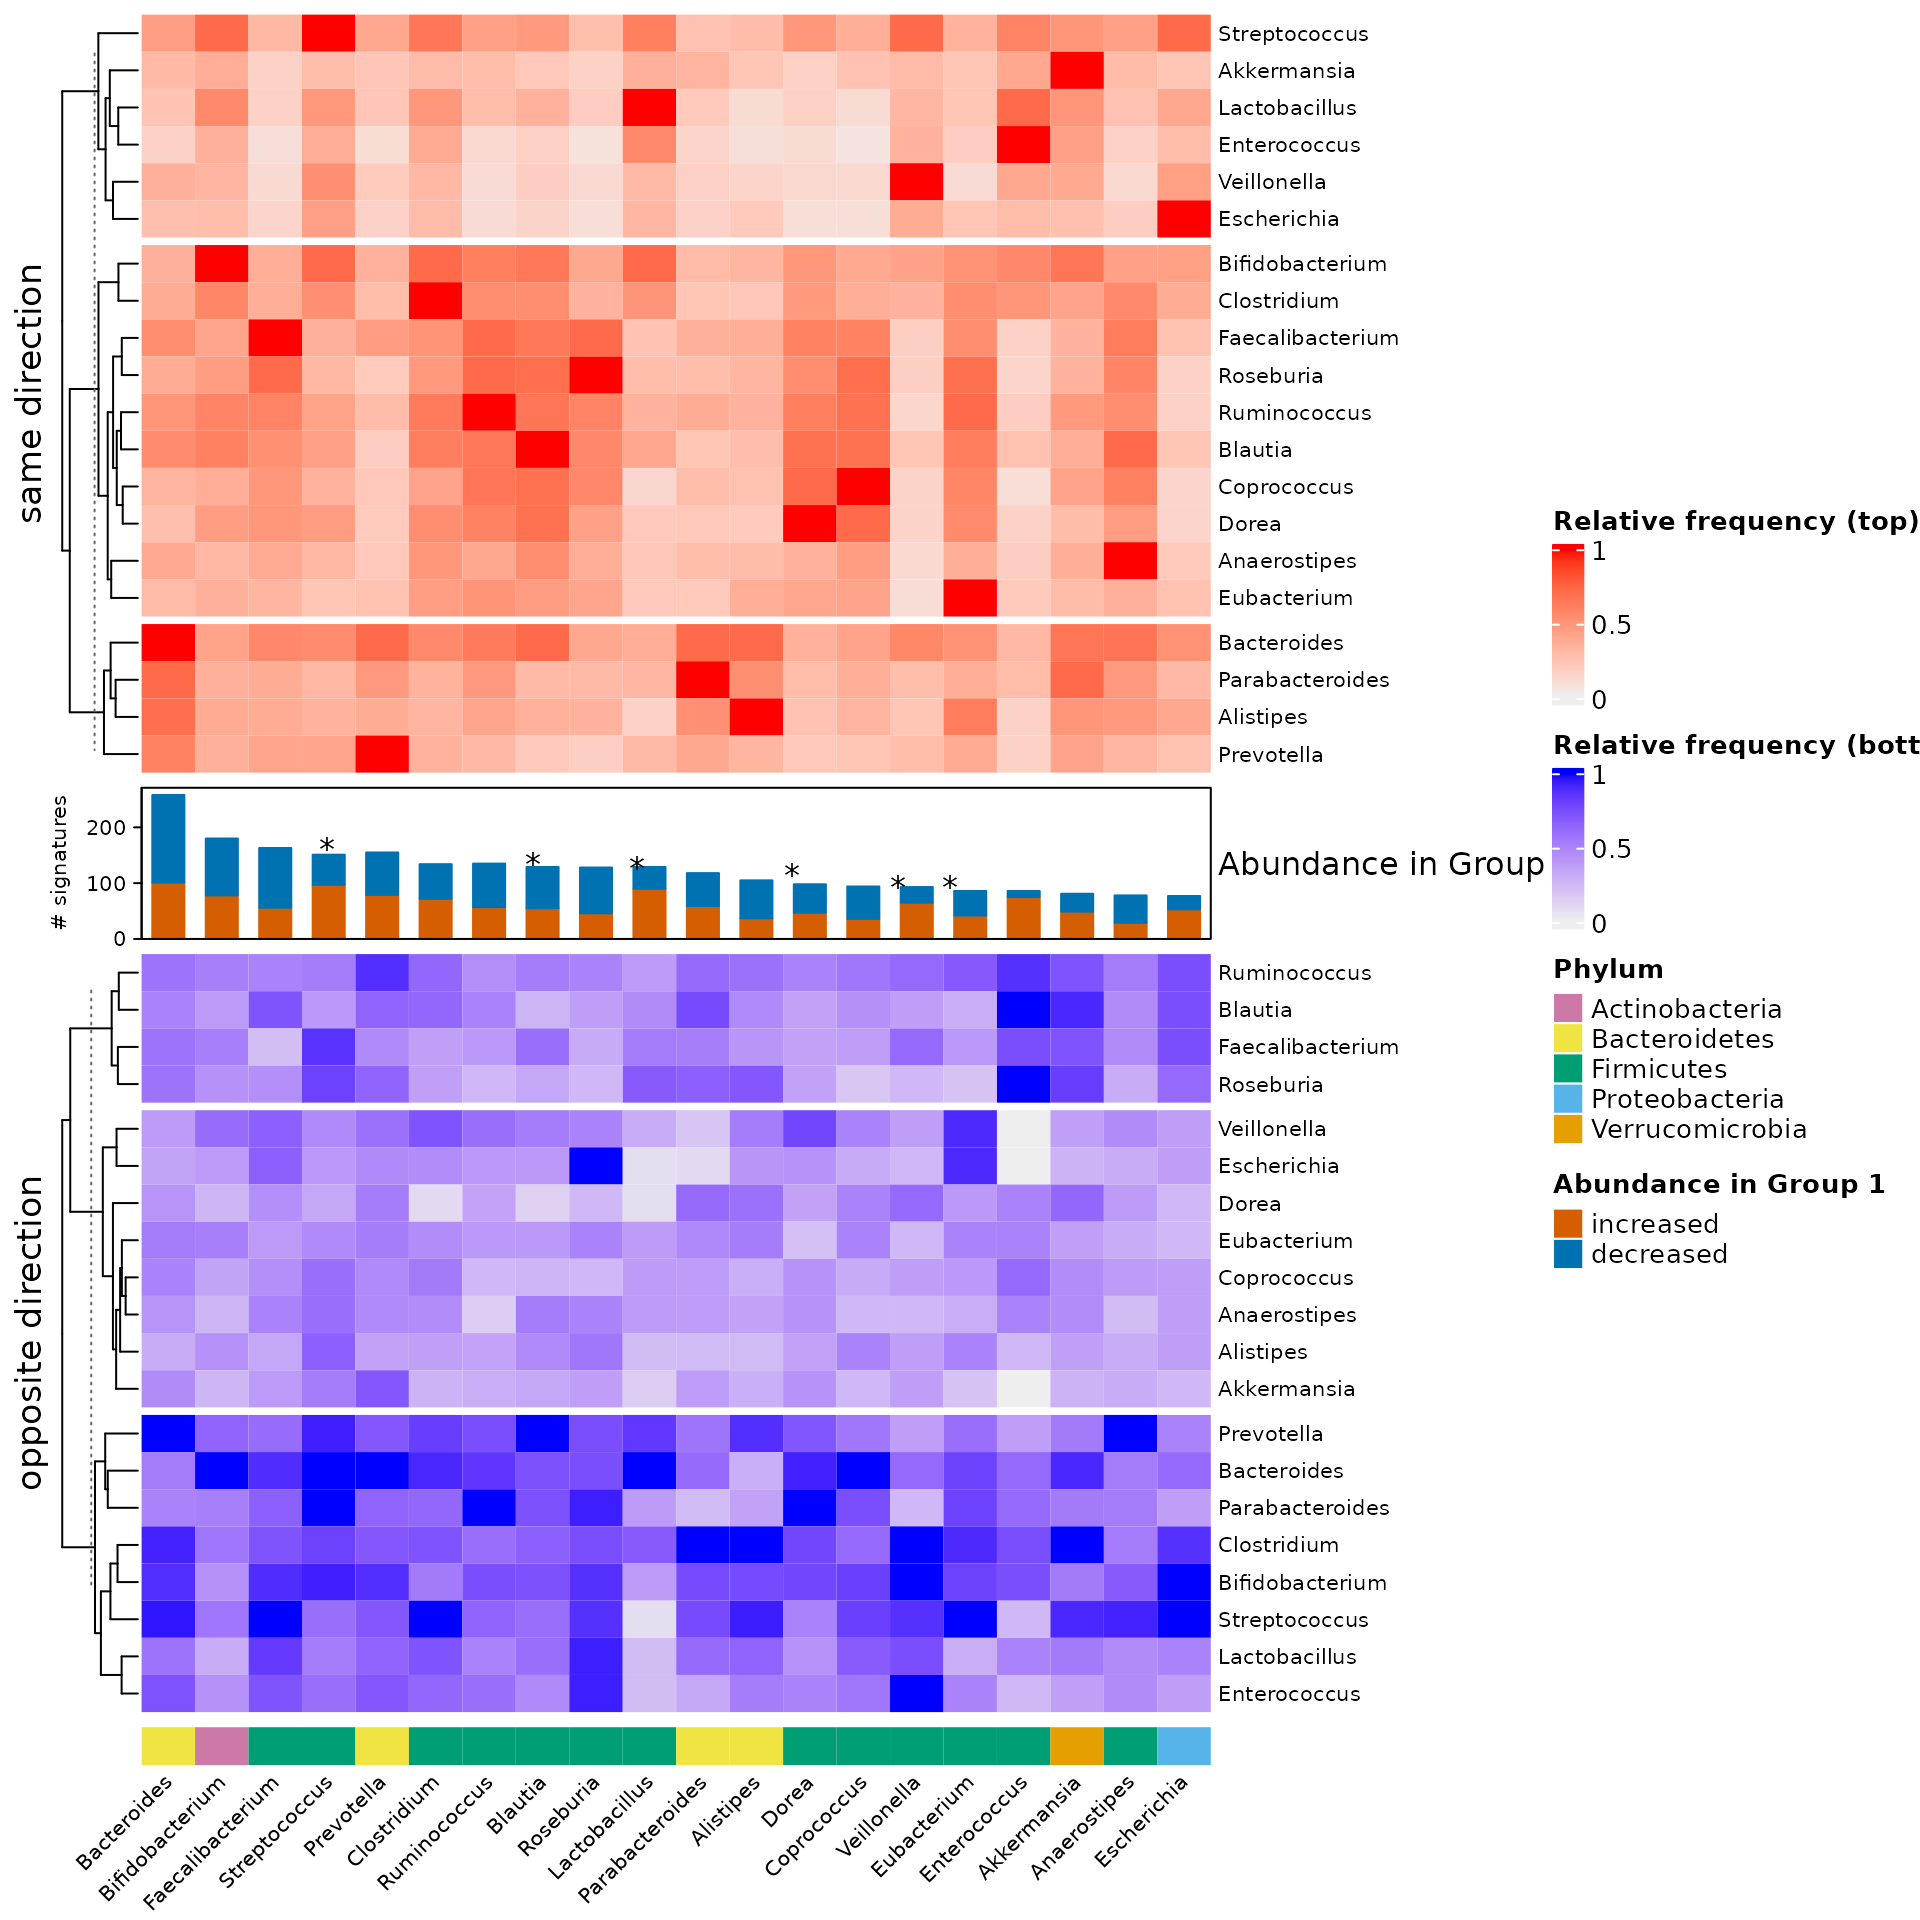 same direction
Streptococcus
Akkermansia
Lactobacillus
Enterococcus
Veillonella
Escherichia
Bifidobacterium
Clostridium
Faecalibacterium
Roseburia
Ruminococcus
Blautia
Coprococcus
Dorea
Anaerostipes
Eubacterium
Bacteroides
Parabacteroides
Alistipes
Prevotella
# signatures
200
100
0
* * * * * *
Abundance in Group
opposite direction
Ruminococcus
Blautia
Faecalibacterium
Roseburia
Veillonella
Escherichia
Dorea
Eubacterium
Coprococcus
Anaerostipes
Alistipes
Akkermansia
Prevotella
Bacteroides
Parabacteroides
Clostridium
Bifidobacterium
Streptococcus
Lactobacillus
Enterococcus
Bacteroides
Bifidobacterium
Faecalibacterium
Streptococcus
Prevotella
Clostridium
Ruminococcus
Blautia
Roseburia
Lactobacillus
Parabacteroides
Alistipes
Dorea
Coprococcus
Veillonella
Eubacterium
Enterococcus
Akkermansia
Anaerostipes
Escherichia
Relative frequency (top)
1
0.5
0
Relative frequency (bott
1
0.5
0
Phylum
Actinobacteria
Bacteroidetes
Firmicutes
Proteobacteria
Verrucomicrobia
Abundance in Group 1
increased
decreased